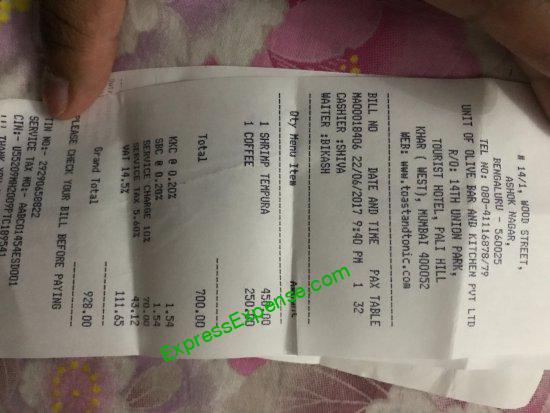 # 14/1, WOOD STREET,
ASHOK NAGAR,
BENGALURU - 560025
TEL NO: 080-41116878/79
UNIT OF OLIVE BAR AND KITCHEN PVT LTD
R/O: 14TH UNION PARK,
TOURIST HOTEL, PALI HILL
KHAR ( WEST), MUMBAI 400052
WEB: www.toastandtonic.com
BILL NO DATE AND TIME PAX TABLE
MA00018406 22/06/2017 9:40 PM 1 32
CASHIER :SHIVA
WAITER :BIKASH
Qty Menu Item
1 SHRIMP TEMPURA 450.00
1 COFFEE 250.00
Total 700.00
KKC @ 0.20% 1.54
SBC @ 0.20% 1.54
SERVICE CHARGE 10% 70.00
SERVICE TAX 5.60% 43.12
VAT 14.5% 111.65
Grand Total 928.00
PLEASE CHECK YOUR BILL BEFORE PAYING
TIN NO:- 29290658822
SERVICE TAX NO:- AABCO1454ESD001
ExpressExpense.com